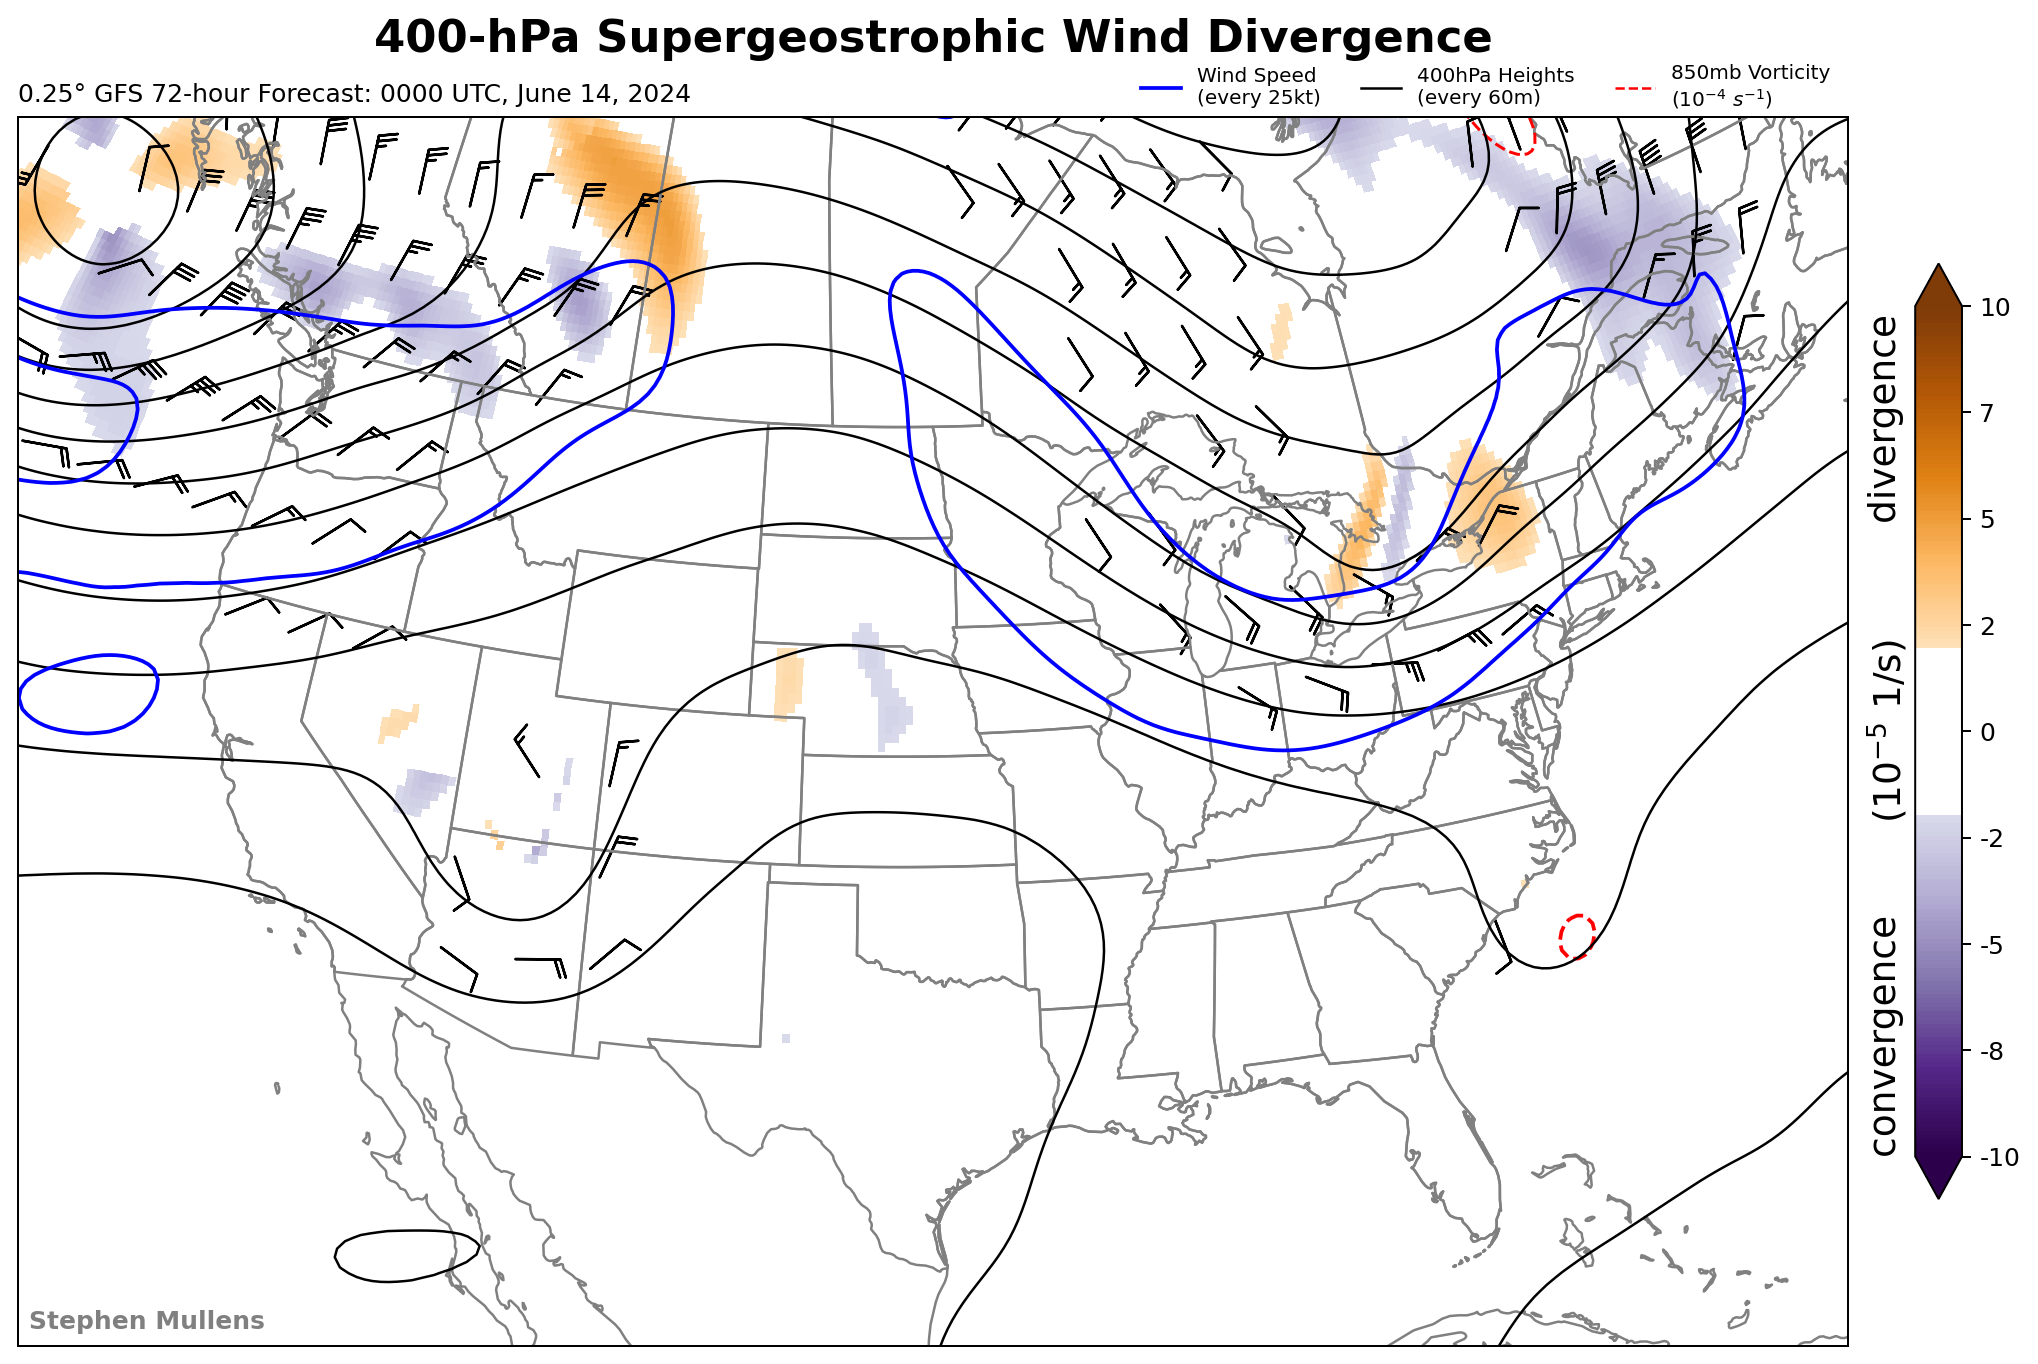 400-hPa Supergeostrophic Wind Divergence
0.25° GFS 72-hour Forecast: 0000 UTC, June 14, 2024
Wind Speed
(every 25kt)
400hPa Heights
(every 60m)
850mb Vorticity
(10⁻⁴ s⁻¹)
10
7
5
2
0
-2
-5
-8
-10
convergence (10⁻⁵ 1/s) divergence
Stephen Mullens